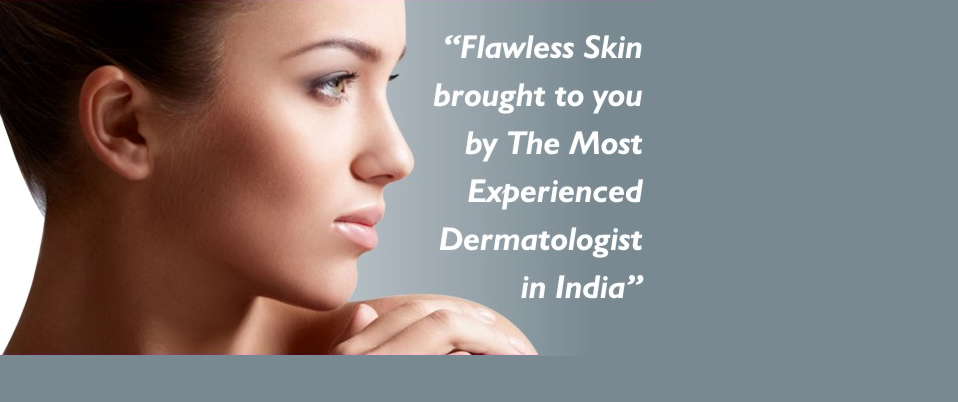 “Flawless Skin
brought to you
by The Most
Experienced
Dermatologist
in India”